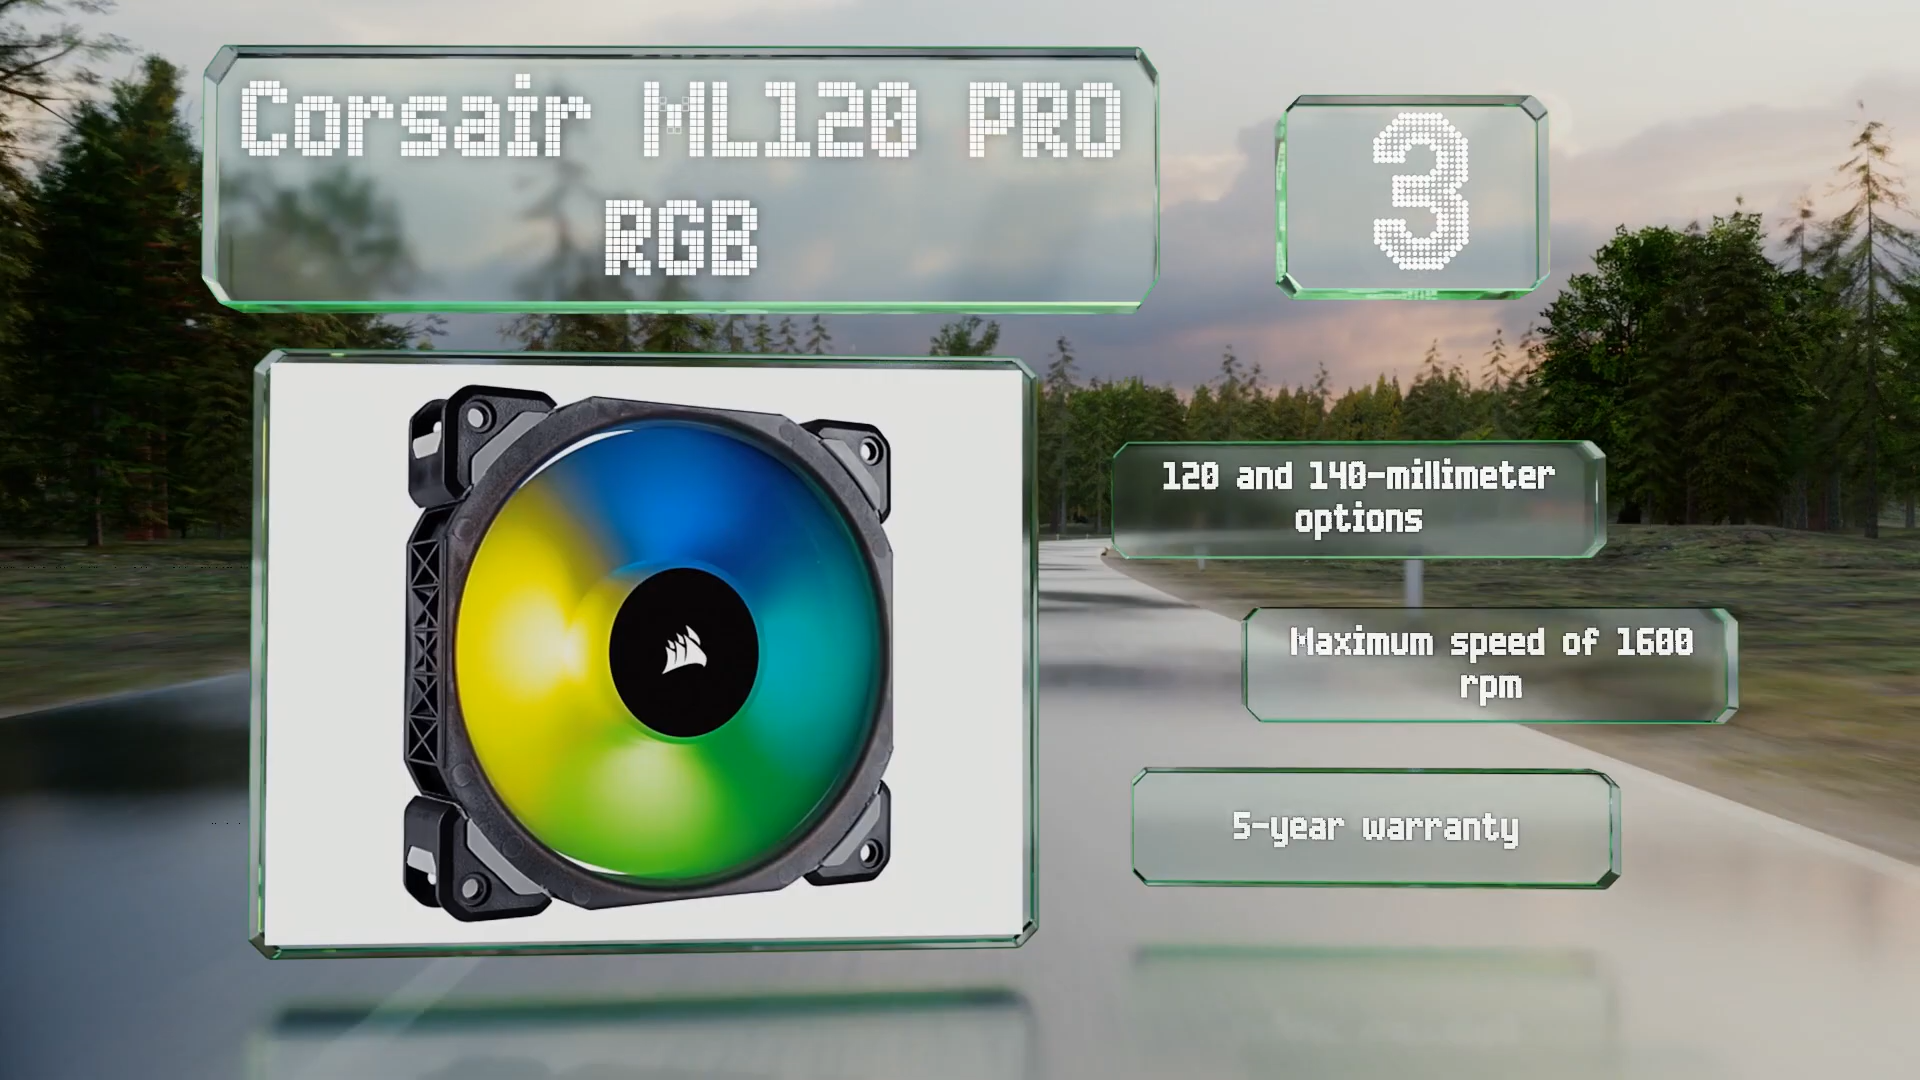 Corsair ML120 PRO
RGB
3
120 and 140-millimeter
options
Maximum speed of 1600
rpm
5-year warranty